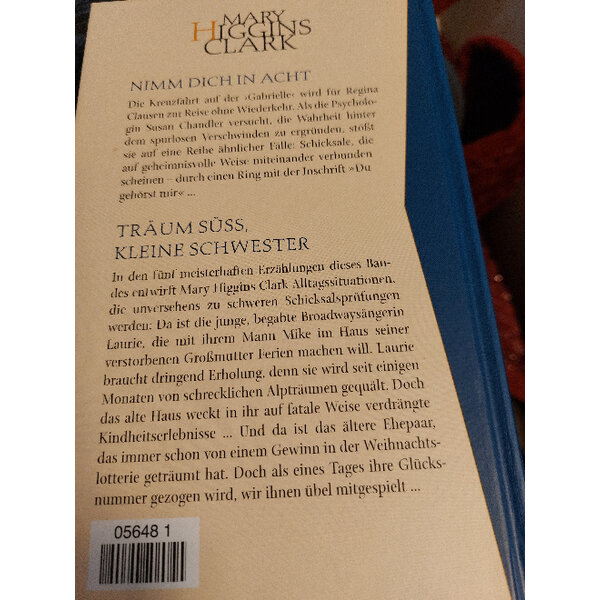 MARY
HIGGINS
CLARK
NIMM DICH IN ACHT
Die Kreuzfahrt auf der ›Gabrielle‹ wird für Regina
Clausen zur Reise ohne Wiederkehr. Als die Psycholo-
gin Susan Chandler versucht, die Wahrheit hinter
dem spurlosen Verschwinden zu ergründen, stößt
sie auf eine Reihe ähnlicher Fälle: Schicksale, die
auf geheimnisvolle Weise miteinander verbunden
scheinen – durch einen Ring mit der Inschrift »Du
gehörst mir« ...
TRÄUM SÜSS,
KLEINE SCHWESTER
In den fünf meisterhaften Erzählungen dieses Ban-
des entwirft Mary Higgins Clark Alltagssituationen,
die unversehens zu schweren Schicksalsprüfungen
werden: Da ist die junge, begabte Broadwaysängerin
Laurie, die mit ihrem Mann Mike im Haus seiner
verstorbenen Großmutter Ferien machen will. Laurie
braucht dringend Erholung, denn sie wird seit einigen
Monaten von schrecklichen Alpträumen gequält. Doch
das alte Haus weckt in ihr auf fatale Weise verdrängte
Kindheitserlebnisse ... Und da ist das ältere Ehepaar,
das immer schon von einem Gewinn in der Weihnachts-
lotterie geträumt hat. Doch als eines Tages ihre Glücks-
nummer gezogen wird, wir ihnen übel mitgespielt ...
05648 1